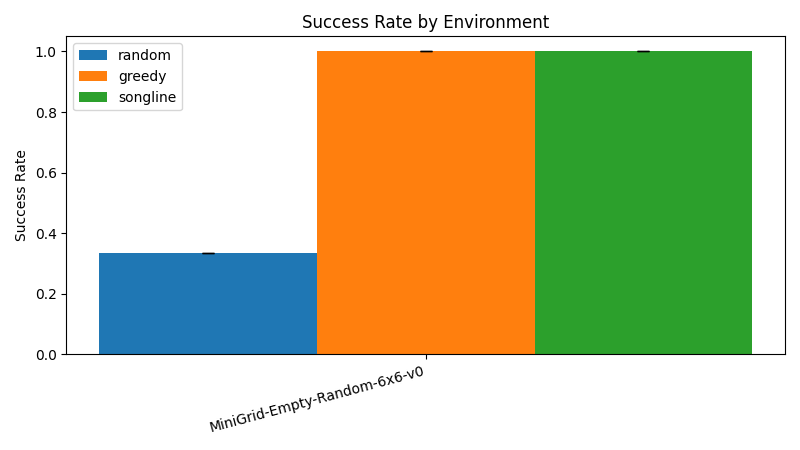 Success Rate by Environment
random
greedy
songline
Success Rate
1.0
0.8
0.6
0.4
0.2
0.0
MiniGrid-Empty-Random-6x6-v0